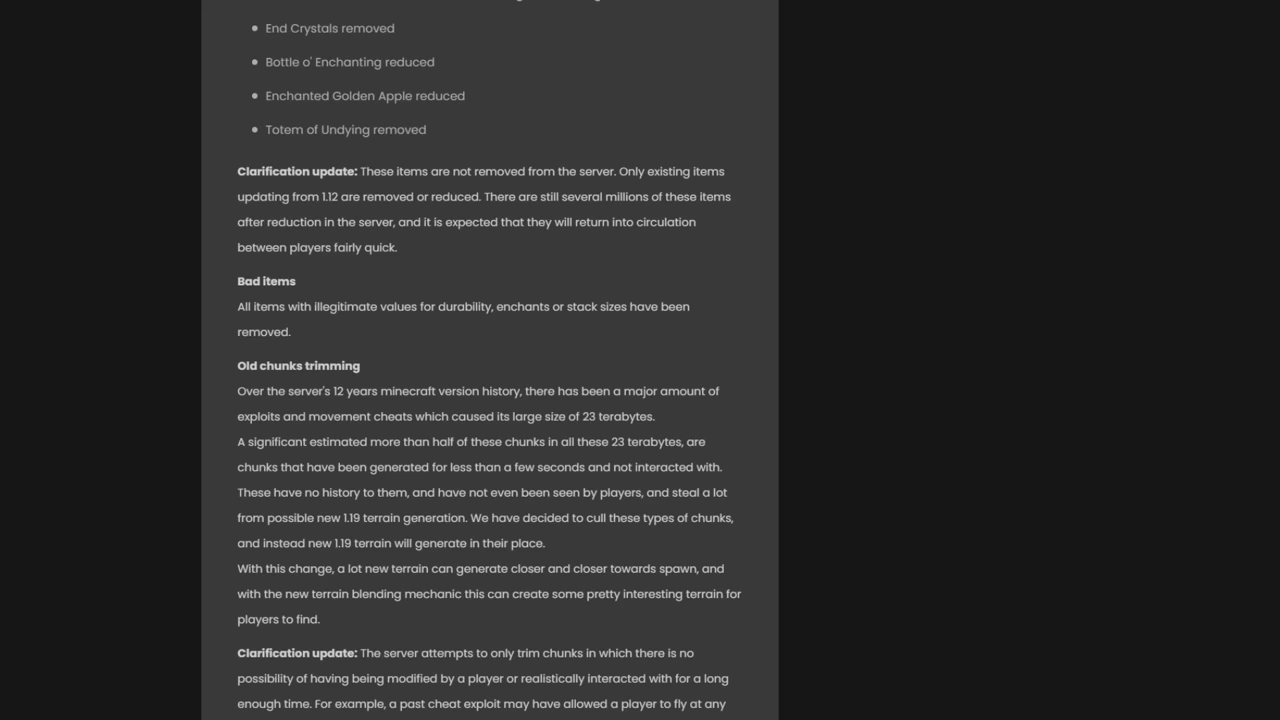 End Crystals removed
Bottle o' Enchanting reduced
Enchanted Golden Apple reduced
Totem of Undying removed
Clarification update: These items are not removed from the server. Only existing items
updating from 1.12 are removed or reduced. There are still several millions of these items
after reduction in the server, and it is expected that they will return into circulation
between players fairly quick.
Bad items
All items with illegitimate values for durability, enchants or stack sizes have been
removed.
Old chunks trimming
Over the server's 12 years minecraft version history, there has been a major amount of
exploits and movement cheats which caused its large size of 23 terabytes.
A significant estimated more than half of these chunks in all these 23 terabytes, are
chunks that have been generated for less than a few seconds and not interacted with.
These have no history to them, and have not even been seen by players, and steal a lot
from possible new 1.19 terrain generation. We have decided to cull these types of chunks,
and instead new 1.19 terrain will generate in their place.
With this change, a lot new terrain can generate closer and closer towards spawn, and
with the new terrain blending mechanic this can create some pretty interesting terrain for
players to find.
Clarification update: The server attempts to only trim chunks in which there is no
possibility of having being modified by a player or realistically interacted with for a long
enough time. For example, a past cheat exploit may have allowed a player to fly at any